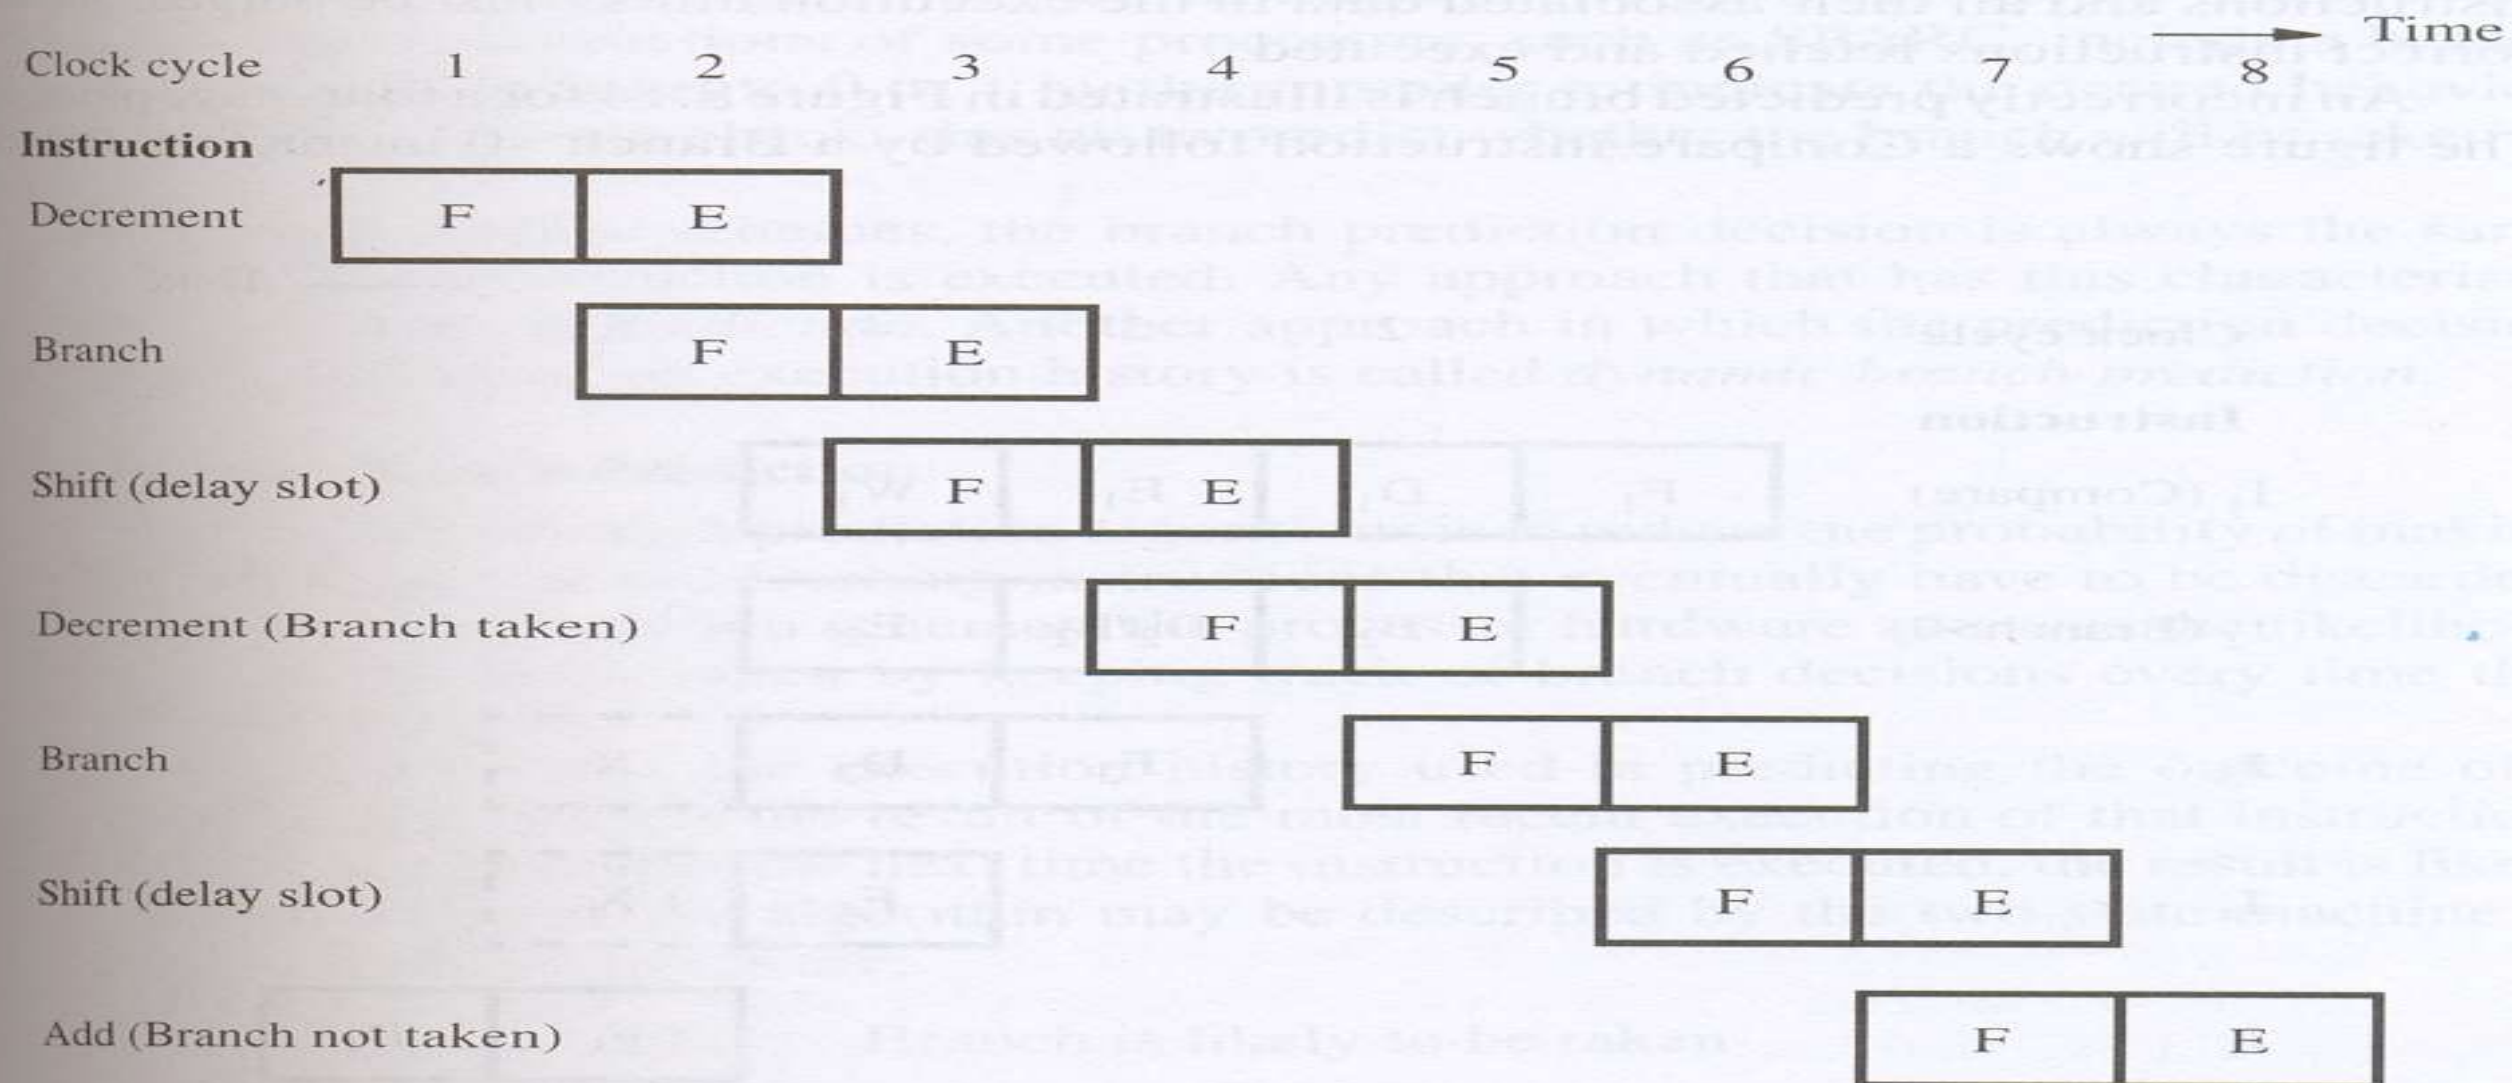 Time
Clock cycle 1 2 3 4 5 6 7 8
Instruction
Decrement F E
Branch F E
Shift (delay slot) F E
Decrement (Branch taken) F E
Branch F E
Shift (delay slot) F E
Add (Branch not taken) F E